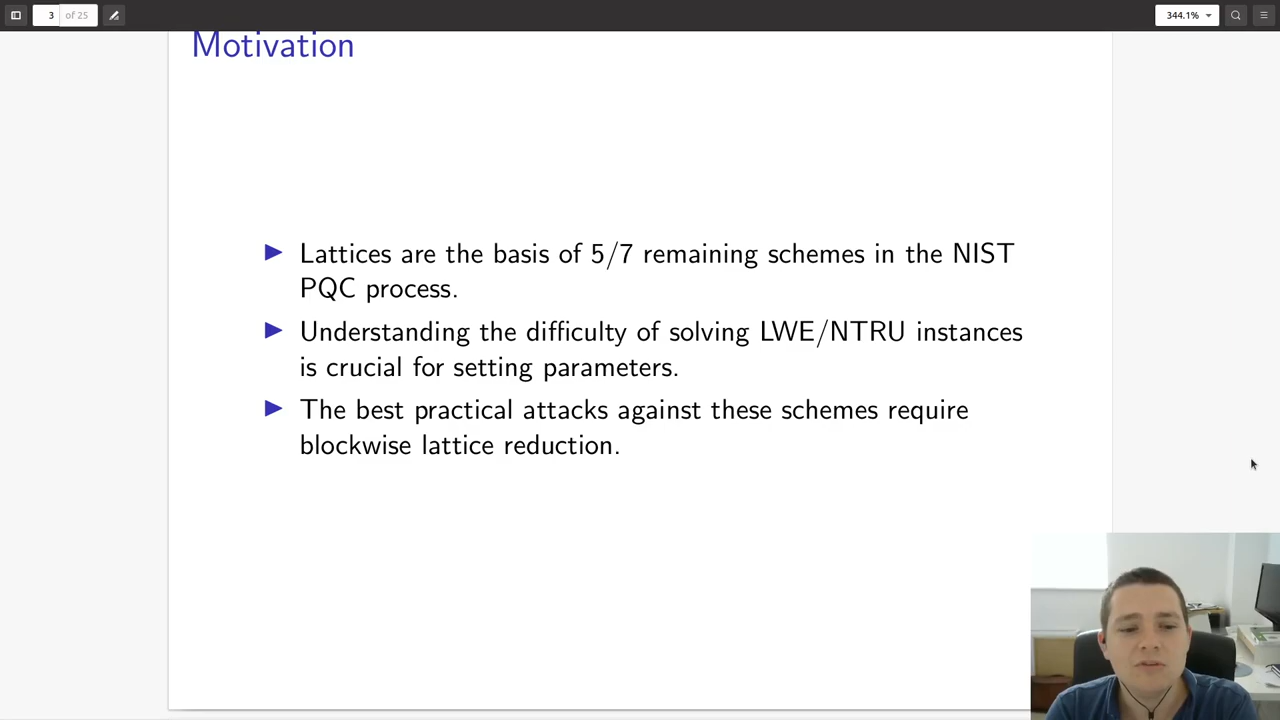 3 of 25
344.1%
Motivation
Lattices are the basis of 5/7 remaining schemes in the NIST
PQC process.
Understanding the difficulty of solving LWE/NTRU instances
is crucial for setting parameters.
The best practical attacks against these schemes require
blockwise lattice reduction.